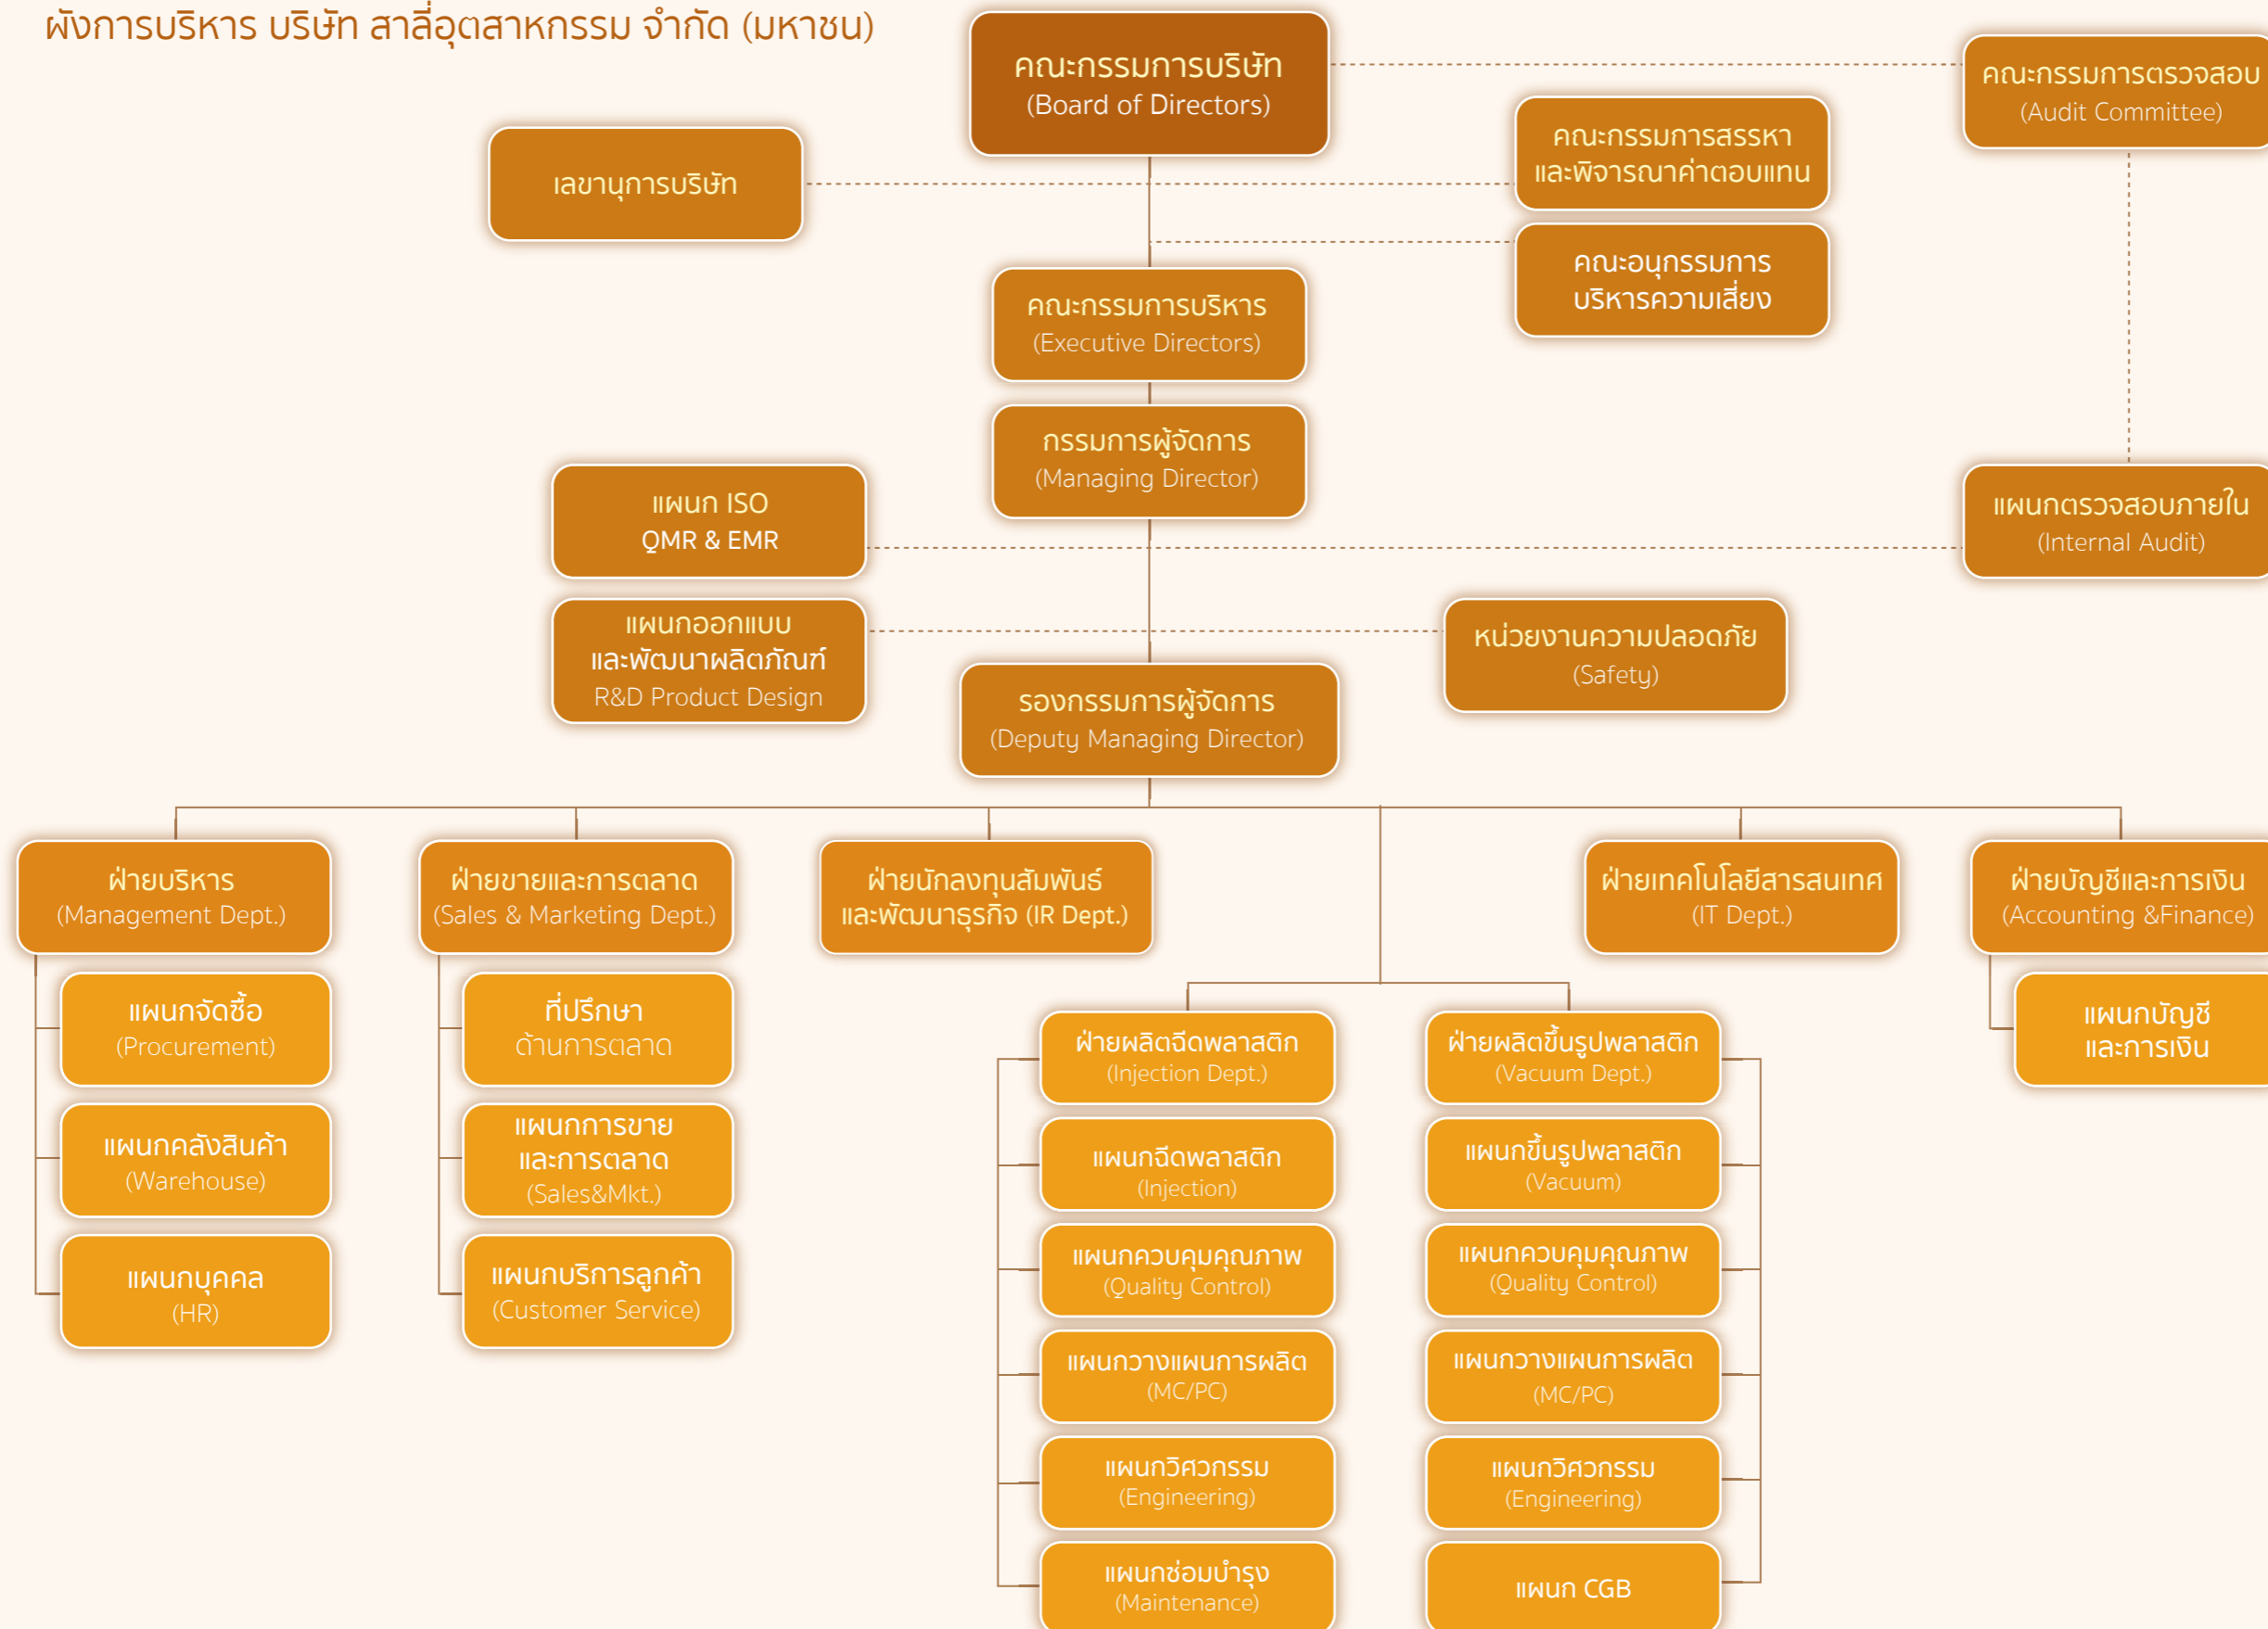 ผังการบริหาร บริษัท สาลี่อุตสาหกรรม จำกัด (มหาชน)
คณะกรรมการบริษัท
(Board of Directors)
คณะกรรมการตรวจสอบ
(Audit Committee)
คณะกรรมการสรรหา
และพิจารณาค่าตอบแทน
เลขานุการบริษัท
คณะอนุกรรมการ
บริหารความเสี่ยง
คณะกรรมการบริหาร
(Executive Directors)
กรรมการผู้จัดการ
(Managing Director)
แผนก ISO
QMR & EMR
แผนกตรวจสอบภายใน
(Internal Audit)
แผนกออกแบบ
และพัฒนาผลิตภัณฑ์
R&D Product Design
หน่วยงานความปลอดภัย
(Safety)
รองกรรมการผู้จัดการ
(Deputy Managing Director)
ฝ่ายบริหาร
(Management Dept.)
ฝ่ายขายและการตลาด
(Sales & Marketing Dept.)
ฝ่ายนักลงทุนสัมพันธ์
และพัฒนาธุรกิจ (IR Dept.)
ฝ่ายเทคโนโลยีสารสนเทศ
(IT Dept.)
ฝ่ายบัญชีและการเงิน
(Accounting &Finance)
แผนกจัดซื้อ
(Procurement)
แผนกคลังสินค้า
(Warehouse)
แผนกบุคคล
(HR)
ที่ปรึกษา
ด้านการตลาด
แผนกการขาย
และการตลาด
(Sales&Mkt.)
แผนกบริการลูกค้า
(Customer Service)
ฝ่ายผลิตฉีดพลาสติก
(Injection Dept.)
แผนกฉีดพลาสติก
(Injection)
แผนกควบคุมคุณภาพ
(Quality Control)
แผนกวางแผนการผลิต
(MC/PC)
แผนกวิศวกรรม
(Engineering)
แผนกซ่อมบำรุง
(Maintenance)
ฝ่ายผลิตขึ้นรูปพลาสติก
(Vacuum Dept.)
แผนกขึ้นรูปพลาสติก
(Vacuum)
แผนกควบคุมคุณภาพ
(Quality Control)
แผนกวางแผนการผลิต
(MC/PC)
แผนกวิศวกรรม
(Engineering)
แผนก CGB
แผนกบัญชี
และการเงิน